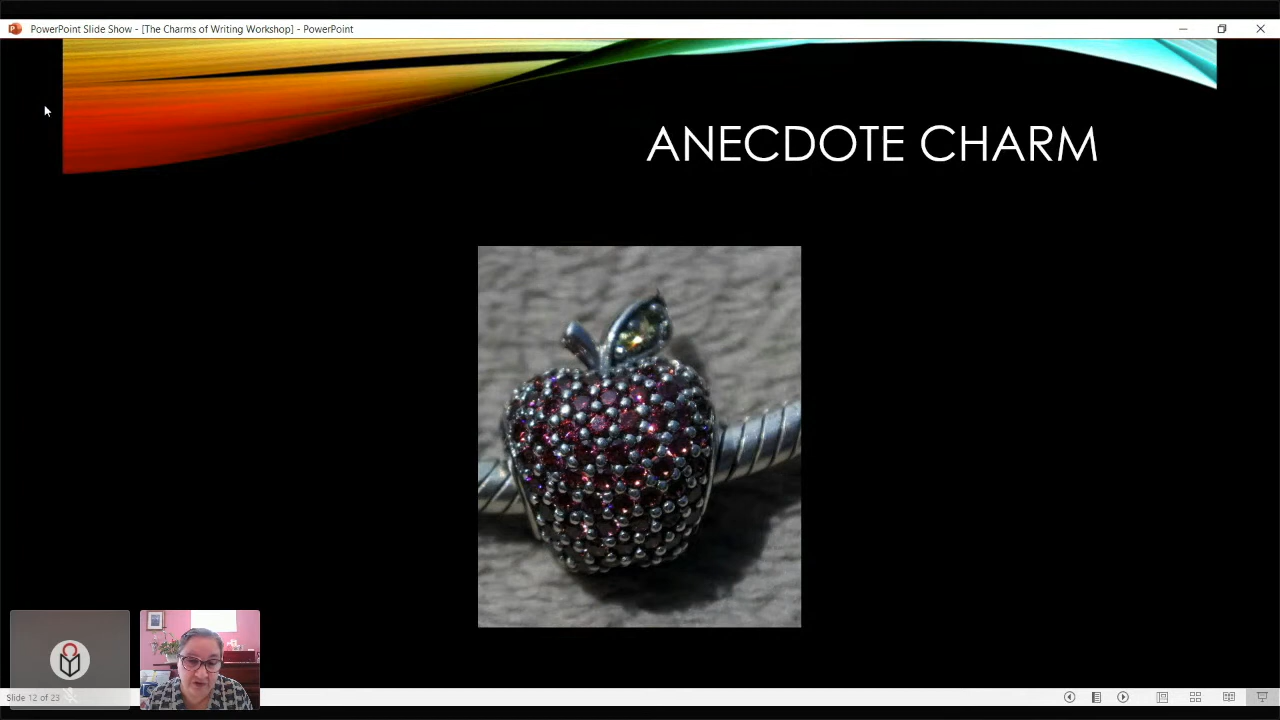 PowerPoint Slide Show - [The Charms of Writing Workshop] - PowerPoint
ANECDOTE CHARM
Slide 12 of 23